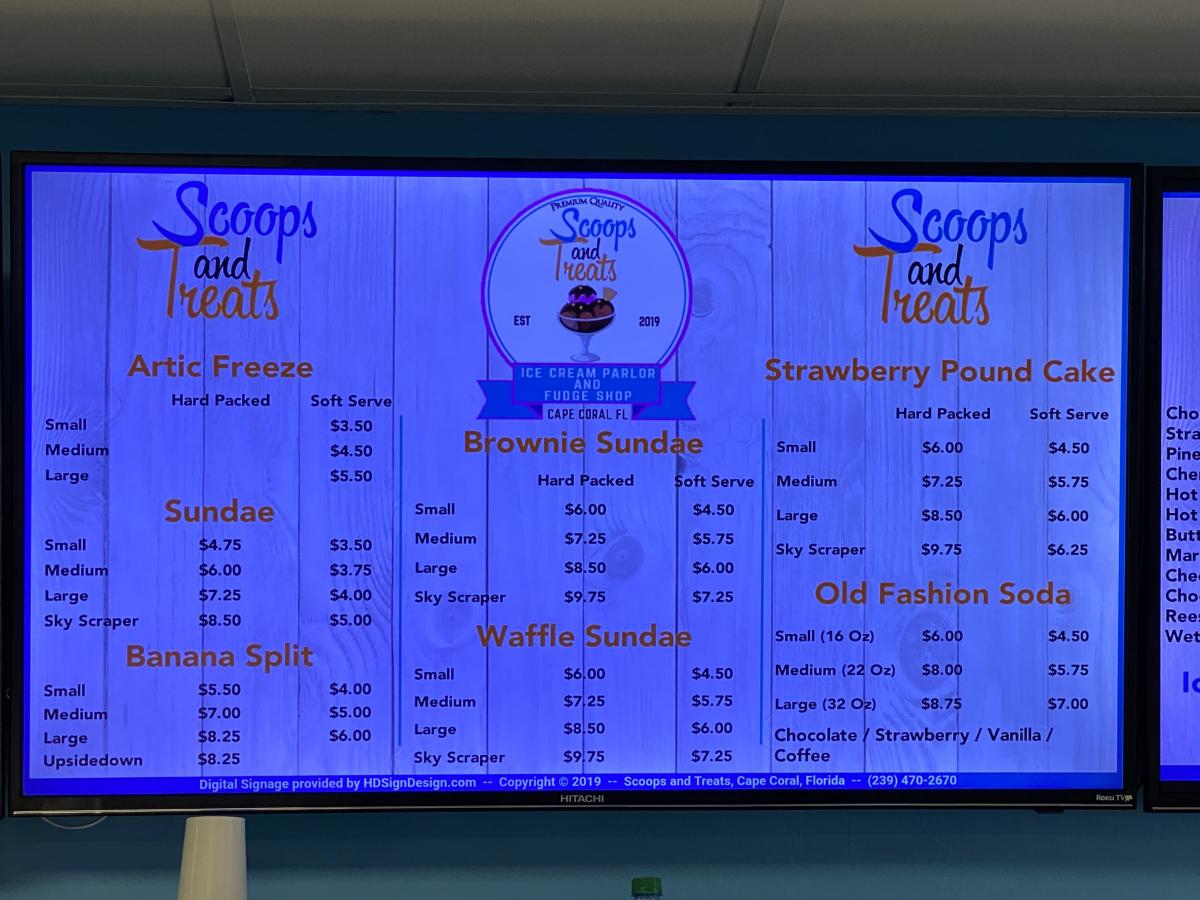 Scoops
and
Treats
Artic Freeze
Hard Packed Soft Serve
Small $3.50
Medium $4.50
Large $5.50
Sundae
Small $4.75 $3.50
Medium $6.00 $3.75
Large $7.25 $4.00
Sky Scraper $8.50 $5.00
Banana Split
Small $5.50 $4.00
Medium $7.00 $5.00
Large $8.25 $6.00
Upsidedown $8.25
PREMIUM QUALITY
Scoops
and
Treats
EST 2019
ICE CREAM PARLOR
AND
FUDGE SHOP
CAPE CORAL FL
Brownie Sundae
Hard Packed Soft Serve
Small $6.00 $4.50
Medium $7.25 $5.75
Large $8.50 $6.00
Sky Scraper $9.75 $7.25
Waffle Sundae
Small $6.00 $4.50
Medium $7.25 $5.75
Large $8.50 $6.00
Sky Scraper $9.75 $7.25
Scoops
and
Treats
Strawberry Pound Cake
Hard Packed Soft Serve
Small $6.00 $4.50
Medium $7.25 $5.75
Large $8.50 $6.00
Sky Scraper $9.75 $6.25
Old Fashion Soda
Small (16 Oz) $6.00 $4.50
Medium (22 Oz) $8.00 $5.75
Large (32 Oz) $8.75 $7.00
Chocolate / Strawberry / Vanilla /
Coffee
Digital Signage provided by HDSignDesign.com -- Copyright © 2019 -- Scoops and Treats, Cape Coral, Florida -- (239) 470-2670
HITACHI
Roku TV
Hot
Hot